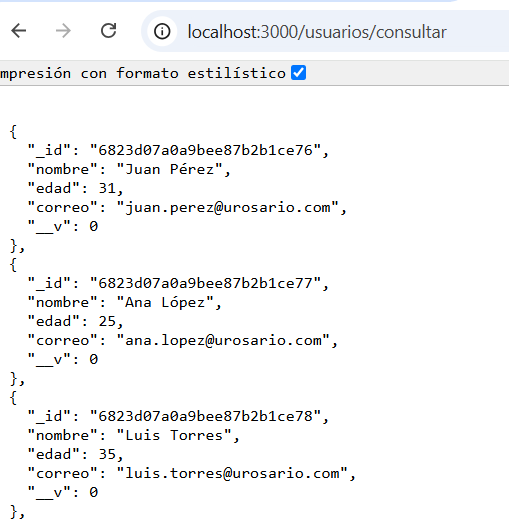 localhost:3000/usuarios/consultar
mpresión con formato estilístico
{
"_id": "6823d07a0a9bee87b2b1ce76",
"nombre": "Juan Pérez",
"edad": 31,
"correo": "juan.perez@urosario.com",
"__v": 0
},
{
"_id": "6823d07a0a9bee87b2b1ce77",
"nombre": "Ana López",
"edad": 25,
"correo": "ana.lopez@urosario.com",
"__v": 0
},
{
"_id": "6823d07a0a9bee87b2b1ce78",
"nombre": "Luis Torres",
"edad": 35,
"correo": "luis.torres@urosario.com",
"__v": 0
},